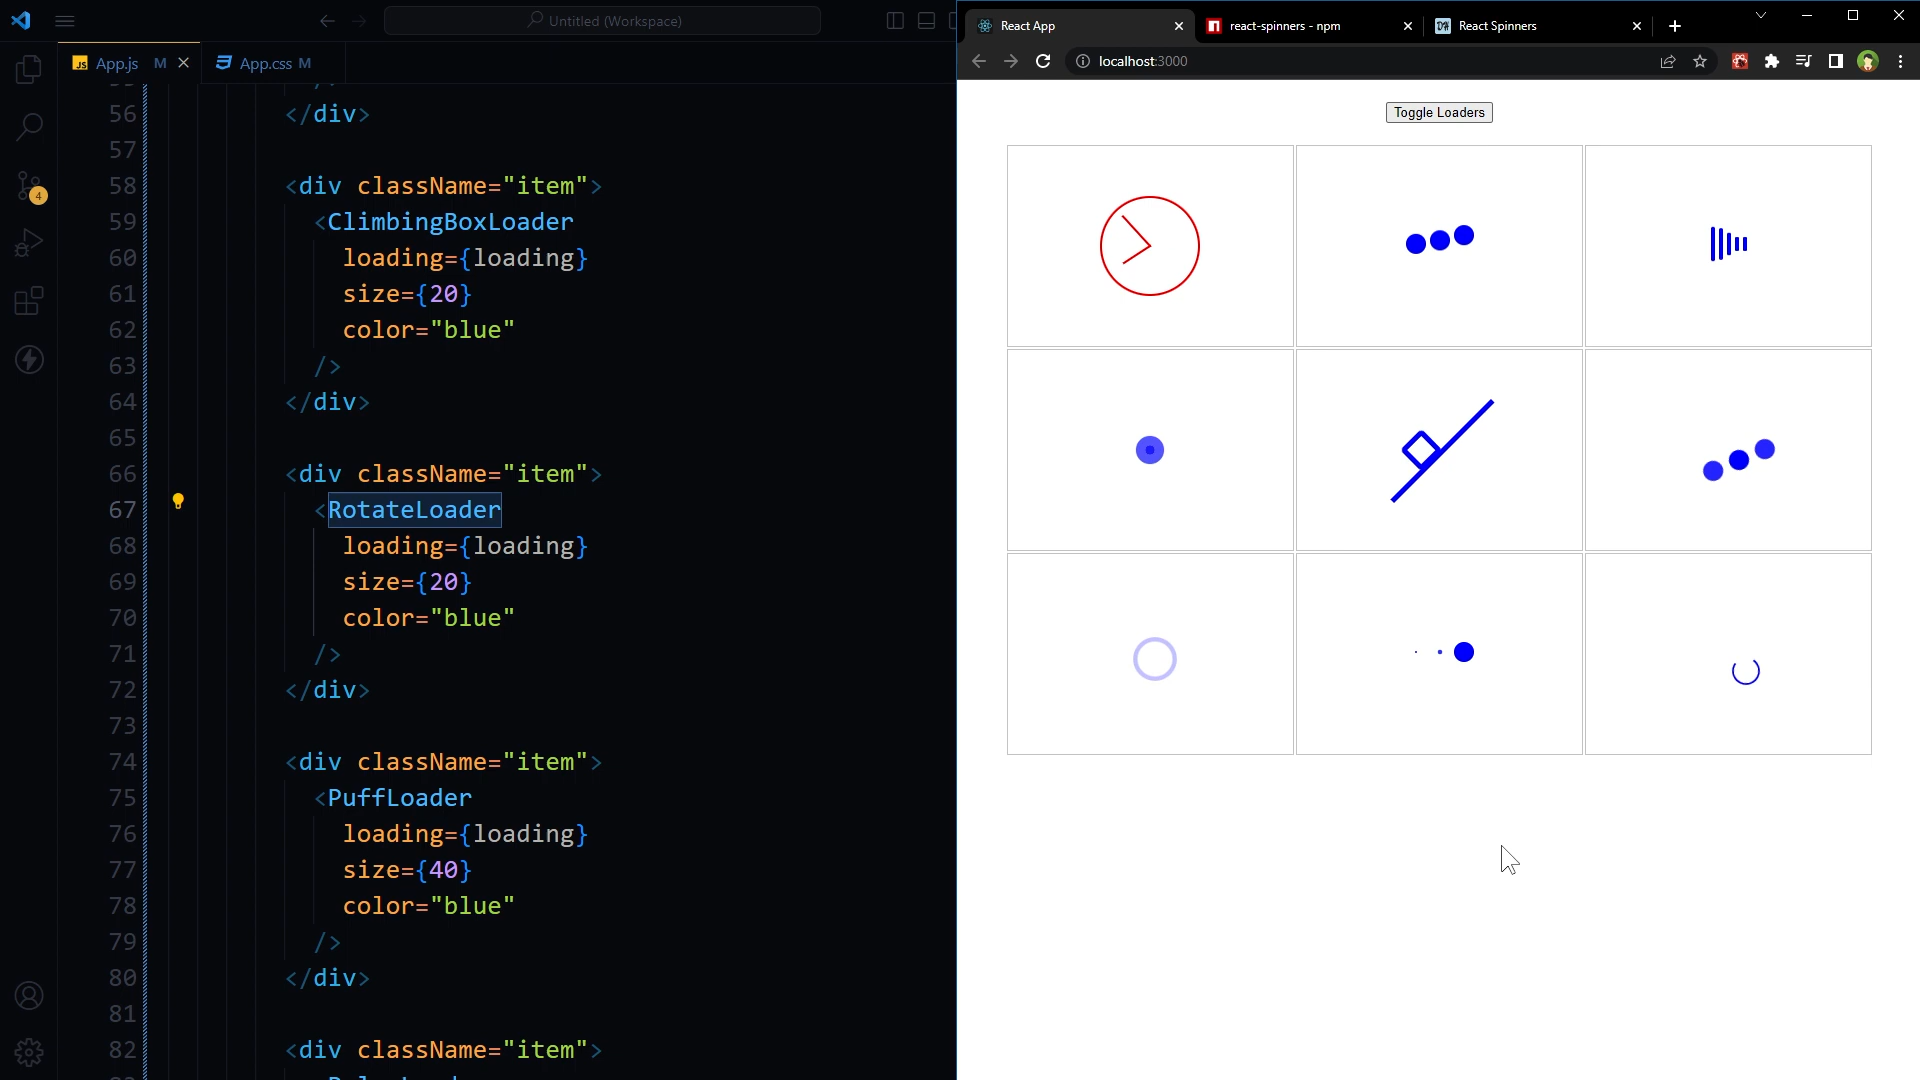 Untitled (Workspace)
JS App.js M
App.css M
4
56 </div>
57
58 <div className="item">
59 <ClimbingBoxLoader
60 loading={loading}
61 size={20}
62 color="blue"
63 />
64 </div>
65
66 <div className="item">
67 <RotateLoader
68 loading={loading}
69 size={20}
70 color="blue"
71 />
72 </div>
73
74 <div className="item">
75 <PuffLoader
76 loading={loading}
77 size={40}
78 color="blue"
79 />
80 </div>
81
82 <div className="item">
React App
react-spinners - npm
React Spinners
localhost:3000
Toggle Loaders